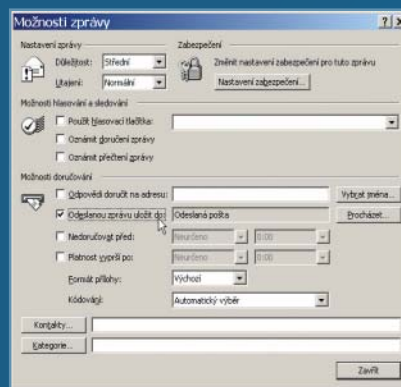 Možnosti zprávy
Nastavení zprávy
Důležitost: Střední
Utajení: Normální
Zabezpečení
Změnit nastavení zabezpečení pro tuto zprávu
Nastavení zabezpečení...
Možnosti hlasování a sledování
Použít hlasovací tlačítka:
Oznámit doručení zprávy
Oznámit přečtení zprávy
Možnosti doručování
Odpovědi doručit na adresu: Vybrat jména...
Odeslanou zprávu uložit do: Odeslaná pošta Procházet...
Nedoručovat před: Neurčeno 0:00
Platnost vyprší po: Neurčeno 0:00
Formát přílohy: Výchozí
Kódování: Automatický výběr
Kontakty...
Kategorie...
Zavřít